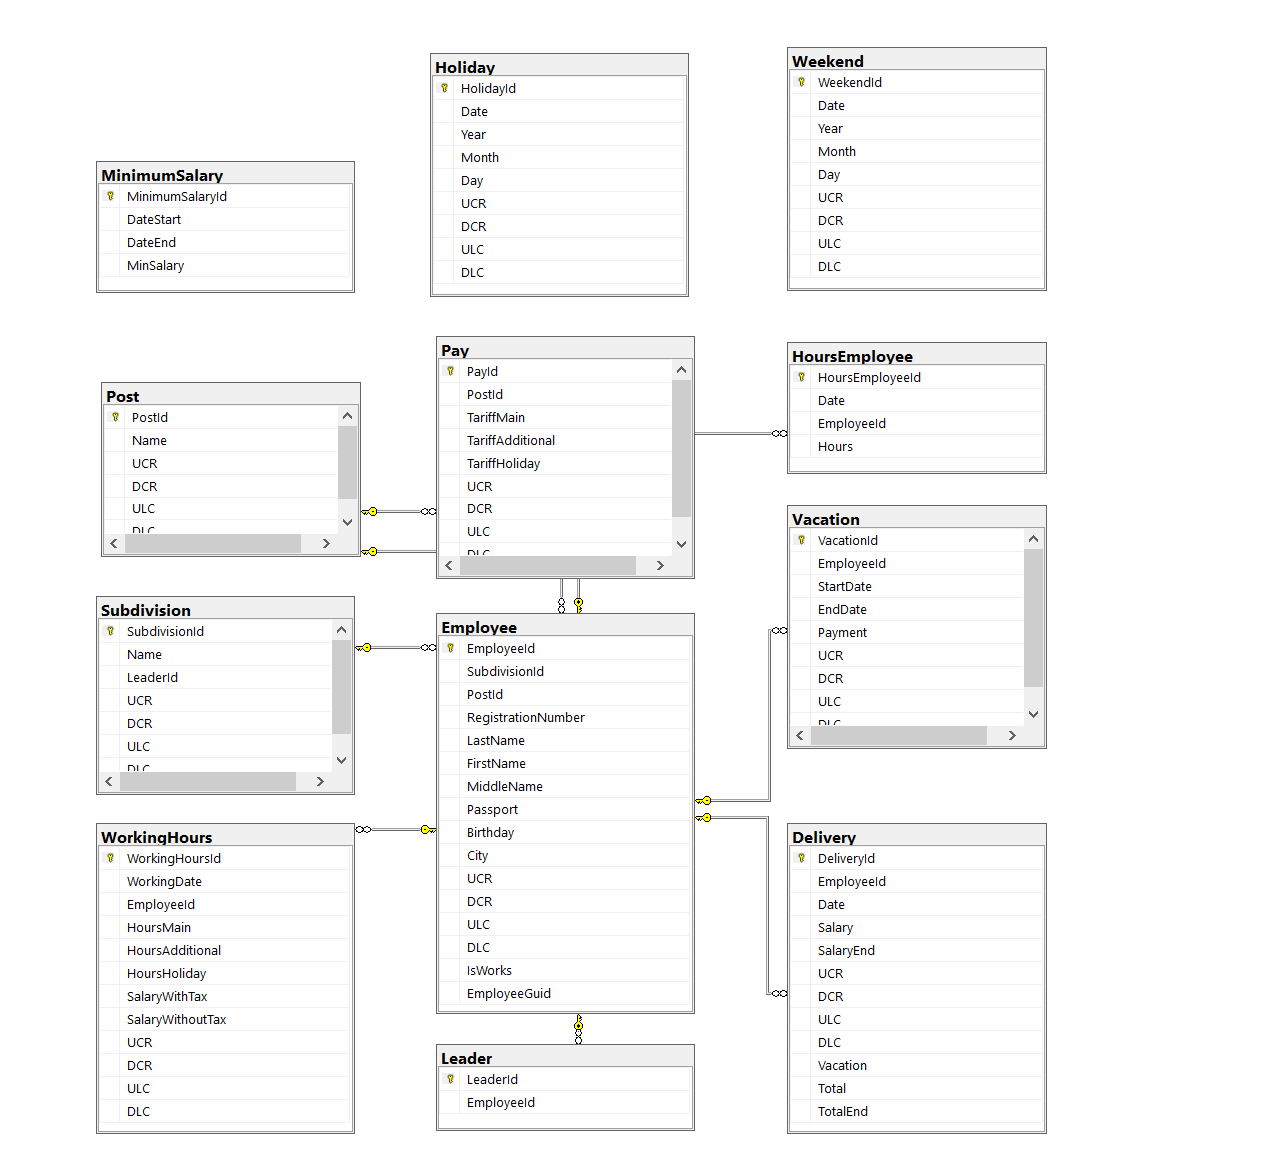 Holiday
HolidayId
Date
Year
Month
Day
UCR
DCR
ULC
DLC
Weekend
WeekendId
Date
Year
Month
Day
UCR
DCR
ULC
DLC
MinimumSalary
MinimumSalaryId
DateStart
DateEnd
MinSalary
Pay
PayId
PostId
TariffMain
TariffAdditional
TariffHoliday
UCR
DCR
ULC
DLC
HoursEmployee
HoursEmployeeId
Date
EmployeeId
Hours
Post
PostId
Name
UCR
DCR
ULC
DLC
Vacation
VacationId
EmployeeId
StartDate
EndDate
Payment
UCR
DCR
ULC
DLC
Subdivision
SubdivisionId
Name
LeaderId
UCR
DCR
ULC
DLC
Employee
EmployeeId
SubdivisionId
PostId
RegistrationNumber
LastName
FirstName
MiddleName
Passport
Birthday
City
UCR
DCR
ULC
DLC
IsWorks
EmployeeGuid
WorkingHours
WorkingHoursId
WorkingDate
EmployeeId
HoursMain
HoursAdditional
HoursHoliday
SalaryWithTax
SalaryWithoutTax
UCR
DCR
ULC
DLC
Delivery
DeliveryId
EmployeeId
Date
Salary
SalaryEnd
UCR
DCR
ULC
DLC
Vacation
Total
TotalEnd
Leader
LeaderId
EmployeeId